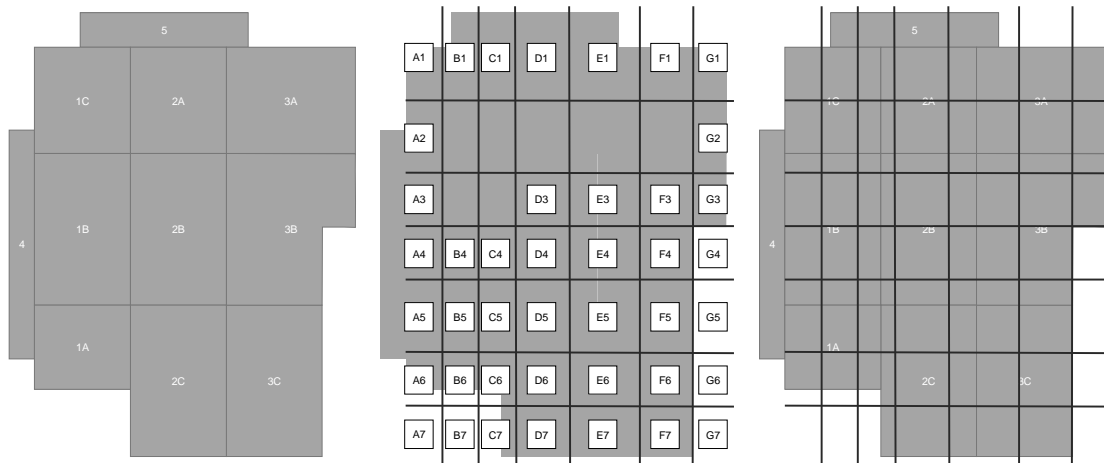 5
1C 2A 3A
4 1B 2B 3B
1A
2C 3C
A1 B1 C1 D1 E1 F1 G1
A2 G2
A3 D3 E3 F3 G3
A4 B4 C4 D4 E4 F4 G4
A5 B5 C5 D5 E5 F5 G5
A6 B6 C6 D6 E6 F6 G6
A7 B7 C7 D7 E7 F7 G7
5
1C 2A 3A
4 1B 2B 3B
1A
2C 3C